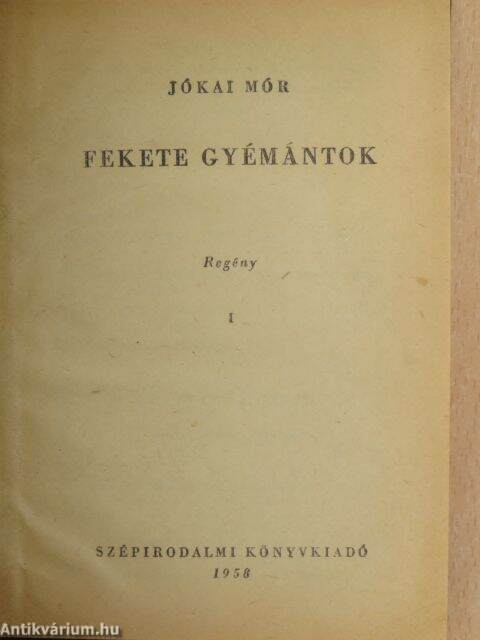 JÓKAI MÓR
FEKETE GYÉMÁNTOK
Regény
I
SZÉPIRODALMI KÖNYVKIADÓ
1958
Antikvárium.hu